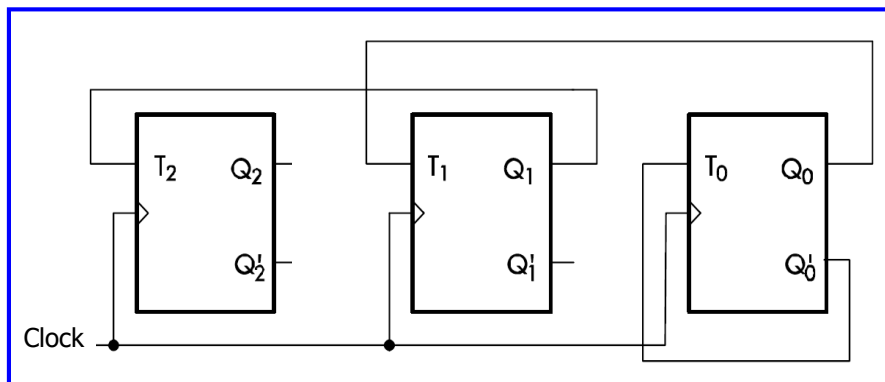 T₂ Q₂ T₁ Q₁ T₀ Q₀
Q'₂ Q'₁ Q'₀
Clock